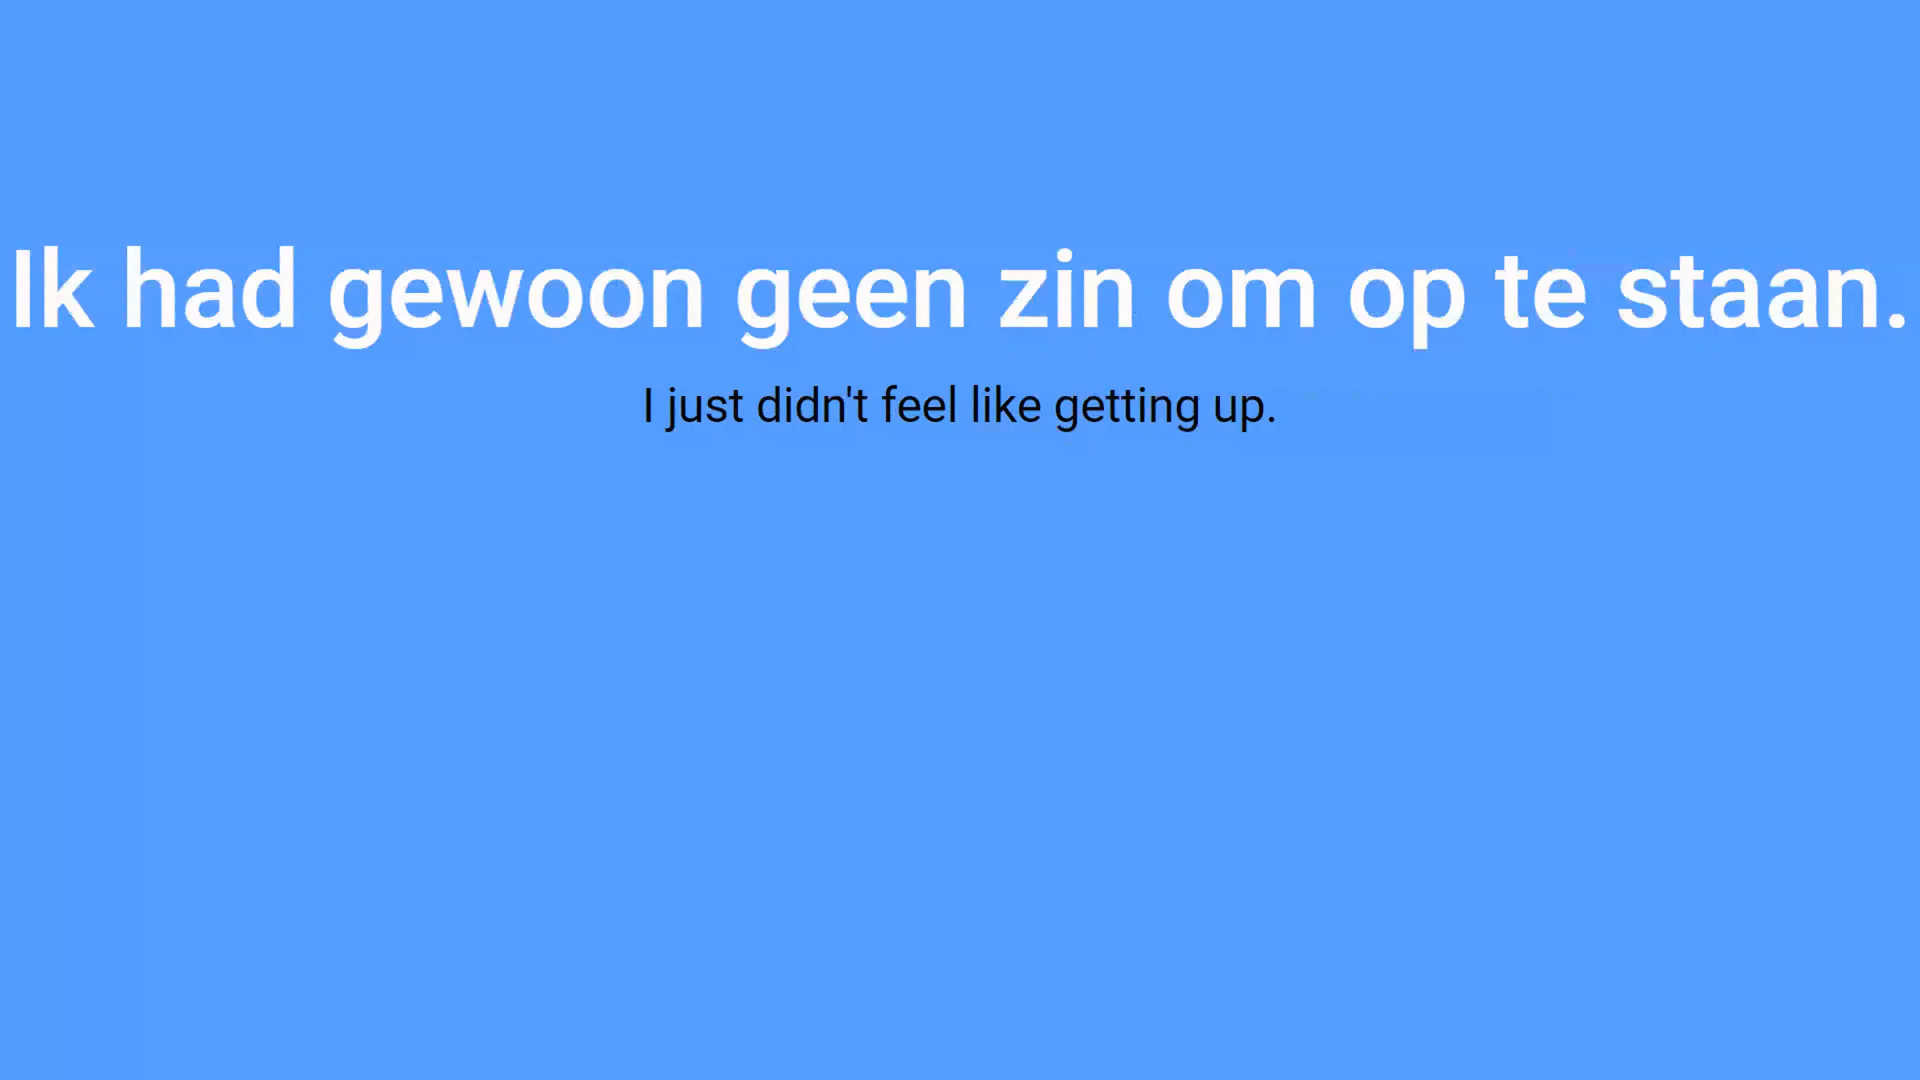 Ik had gewoon geen zin om op te staan.
I just didn't feel like getting up.